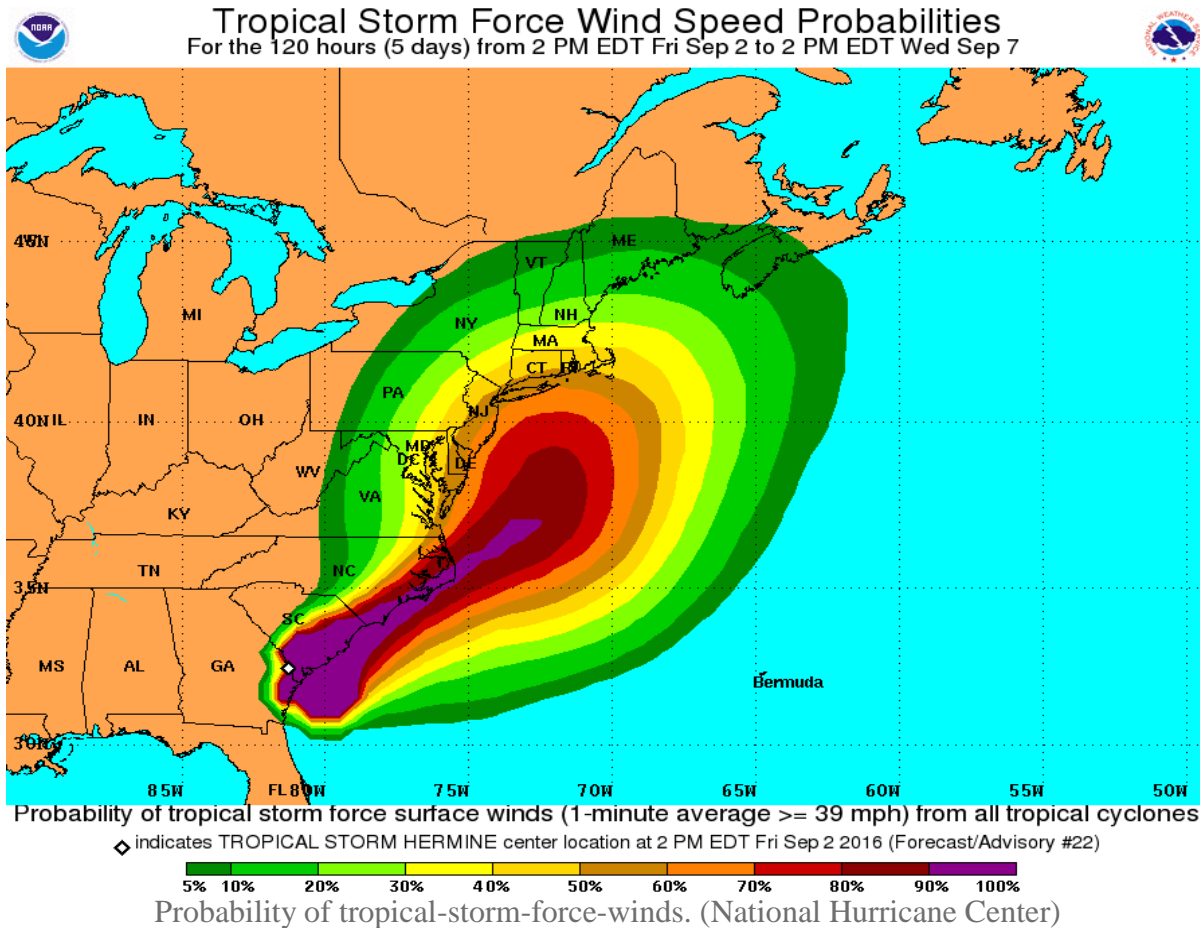 Tropical Storm Force Wind Speed Probabilities
For the 120 hours (5 days) from 2 PM EDT Fri Sep 2 to 2 PM EDT Wed Sep 7
NOAA
NATIONAL WEATHER SERVICE
45N
ME
VT
MI
NY
NH
MA
CT
PA
40N IL IN OH NJ
MD
WV DC DE
VA
KY
TN NC
35N
SC
MS AL GA
Bermuda
30N
85W FL 80W 75W 70W 65W 60W 55W 50W
Probability of tropical storm force surface winds (1-minute average >= 39 mph) from all tropical cyclones
indicates TROPICAL STORM HERMINE center location at 2 PM EDT Fri Sep 2 2016 (Forecast/Advisory #22)
5% 10% 20% 30% 40% 50% 60% 70% 80% 90% 100%
Probability of tropical-storm-force-winds. (National Hurricane Center)